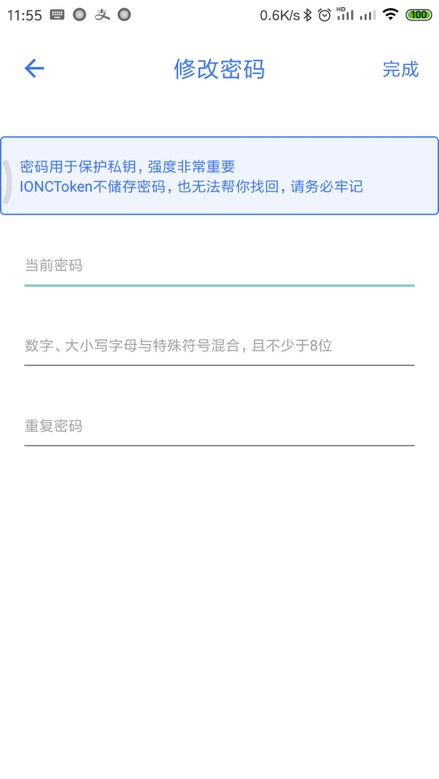 11:55 支 0.6K/s HD 100
修改密码 完成
密码用于保护私钥，强度非常重要
IONCToken不储存密码，也无法帮你找回，请务必牢记
当前密码
数字、大小写字母与特殊符号混合，且不少于8位
重复密码